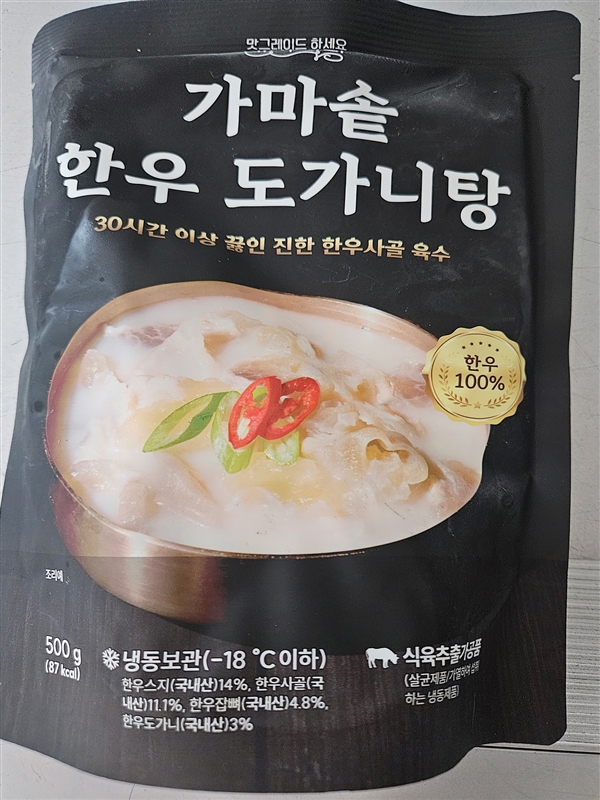 맛그레이드 하세요
가마솥
한우 도가니탕
30시간 이상 끓인 진한 한우사골 육수
한우
100%
조리예
500 g
(87 kcal)
냉동보관(-18 ℃ 이하)
한우스지(국내산)14%, 한우사골(국
내산)11.1%, 한우잡뼈(국내산)4.8%,
한우도가니(국내산)3%
식육추출가공품
(살균제품/가열하여 섭취
하는 냉동제품)